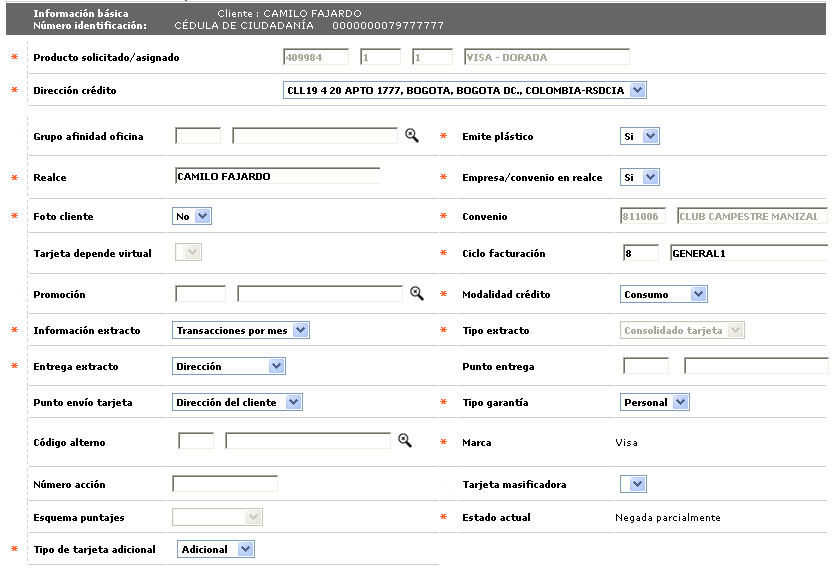 Información básica Cliente : CAMILO FAJARDO
Número identificación: CÉDULA DE CIUDADANÍA 0000000079777777
* Producto solicitado/asignado 409984 1 1 VISA - DORADA
* Dirección crédito CLL19 4 20 APTO 1777, BOGOTA, BOGOTA DC., COLOMBIA-RSDCIA
Grupo afinidad oficina * Emite plástico Si
* Realce CAMILO FAJARDO * Empresa/convenio en realce Si
* Foto cliente No * Convenio 811006 CLUB CAMPESTRE MANIZAL
Tarjeta depende virtual * Ciclo facturación 8 GENERAL1
Promoción * Modalidad crédito Consumo
* Información extracto Transacciones por mes * Tipo extracto Consolidado tarjeta
* Entrega extracto Dirección Punto entrega
Punto envío tarjeta Dirección del cliente * Tipo garantía Personal
Código alterno * Marca Visa
Número acción Tarjeta masificadora
Esquema puntajes * Estado actual Negada parcialmente
* Tipo de tarjeta adicional Adicional